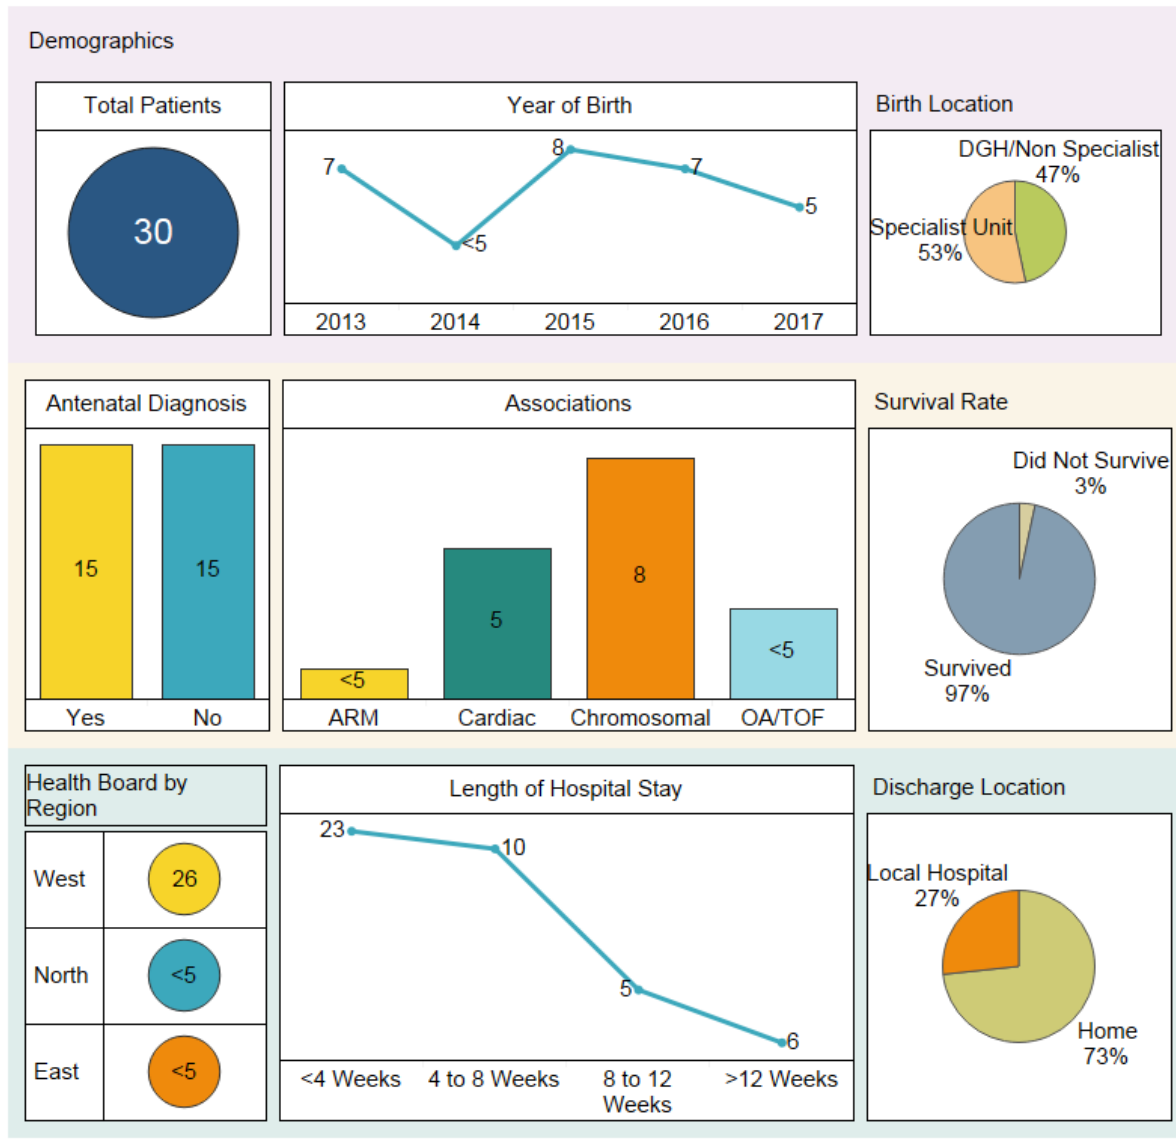 Demographics
Total Patients
30
Year of Birth
7
<5
8
7
5
2013
2014
2015
2016
2017
Birth Location
DGH/Non Specialist
47%
Specialist Unit
53%
Antenatal Diagnosis
15
15
Yes
No
Associations
<5
5
8
<5
ARM
Cardiac
Chromosomal
OA/TOF
Survival Rate
Did Not Survive
3%
Survived
97%
Health Board by
Region
West
26
North
<5
East
<5
Length of Hospital Stay
23
10
5
6
<4 Weeks
4 to 8 Weeks
8 to 12
Weeks
>12 Weeks
Discharge Location
Local Hospital
27%
Home
73%